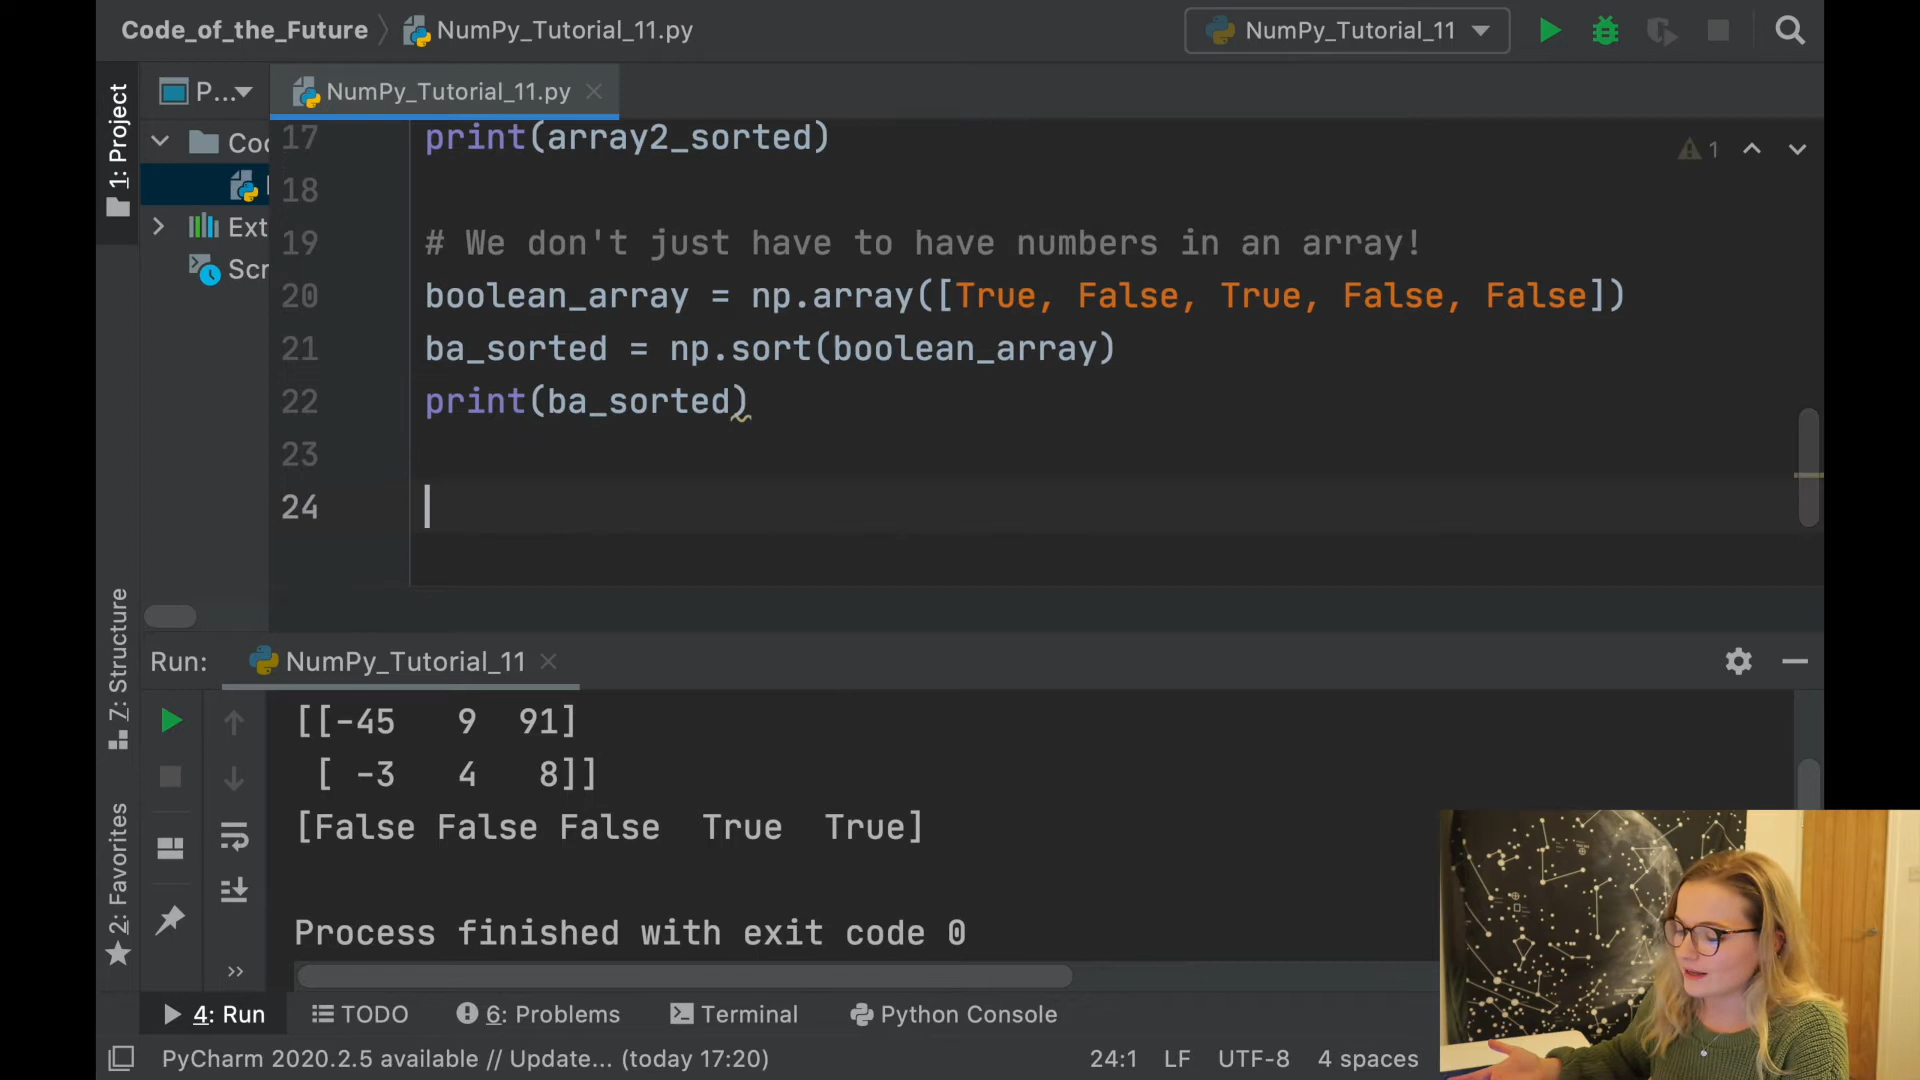 Code_of_the_Future
NumPy_Tutorial_11.py
NumPy_Tutorial_11
1: Project
P...
NumPy_Tutorial_11.py
Ext
Scr
17 print(array2_sorted)
1
18
19 # We don't just have to have numbers in an array!
20 boolean_array = np.array([True, False, True, False, False])
21 ba_sorted = np.sort(boolean_array)
22 print(ba_sorted)
23
24
Z: Structure
2: Favorites
Run:
NumPy_Tutorial_11
[[-45 9 91]
[ -3 4 8]]
[False False False True True]
Process finished with exit code 0
4: Run
TODO
6: Problems
Terminal
Python Console
PyCharm 2020.2.5 available // Update... (today 17:20)
24:1
LF
UTF-8
4 spaces